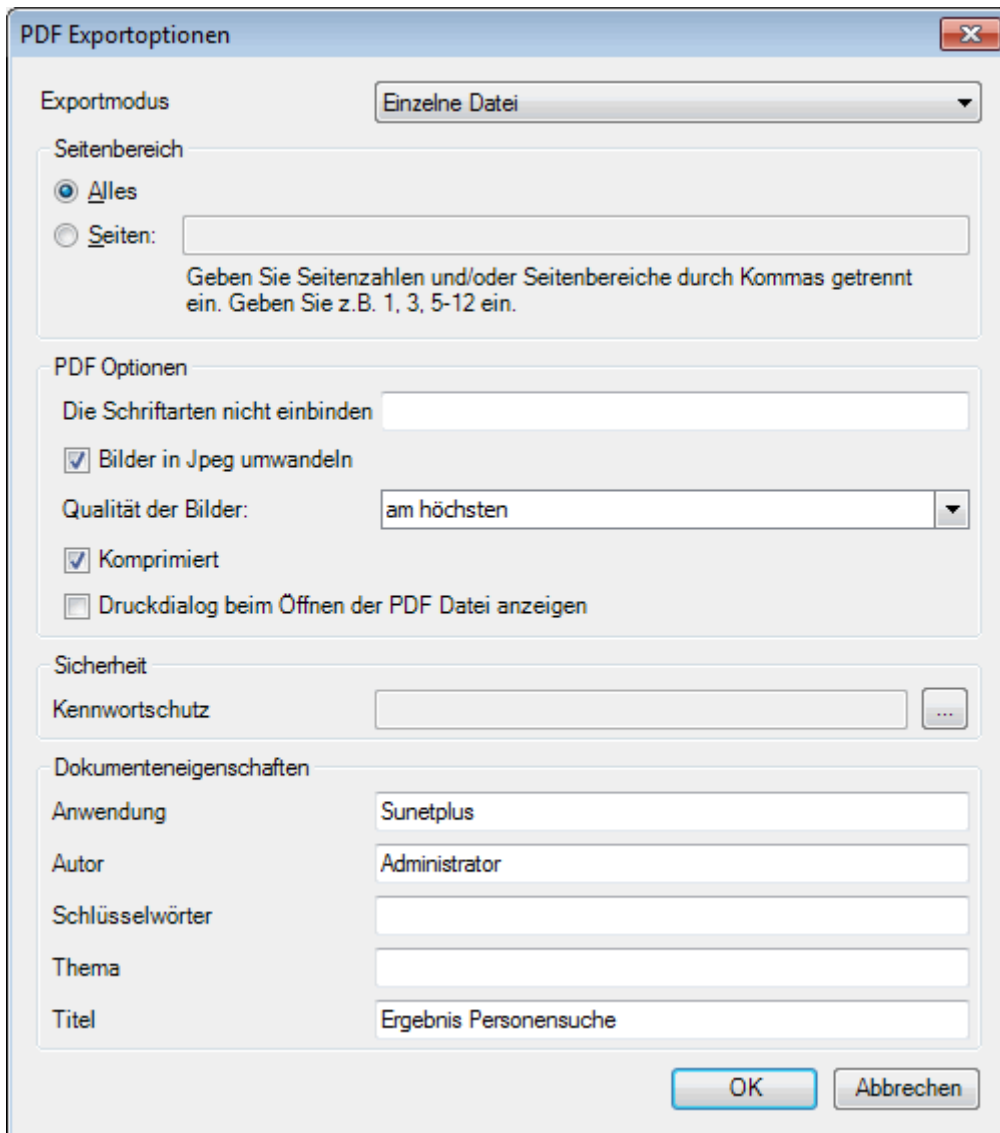 PDF Exportoptionen
Exportmodus Einzelne Datei
Seitenbereich
Alles
Seiten:
Geben Sie Seitenzahlen und/oder Seitenbereiche durch Kommas getrennt
ein. Geben Sie z.B. 1, 3, 5-12 ein.
PDF Optionen
Die Schriftarten nicht einbinden
Bilder in Jpeg umwandeln
Qualität der Bilder: am höchsten
Komprimiert
Druckdialog beim Öffnen der PDF Datei anzeigen
Sicherheit
Kennwortschutz ...
Dokumenteneigenschaften
Anwendung Sunetplus
Autor Administrator
Schlüsselwörter
Thema
Titel Ergebnis Personensuche
OK Abbrechen